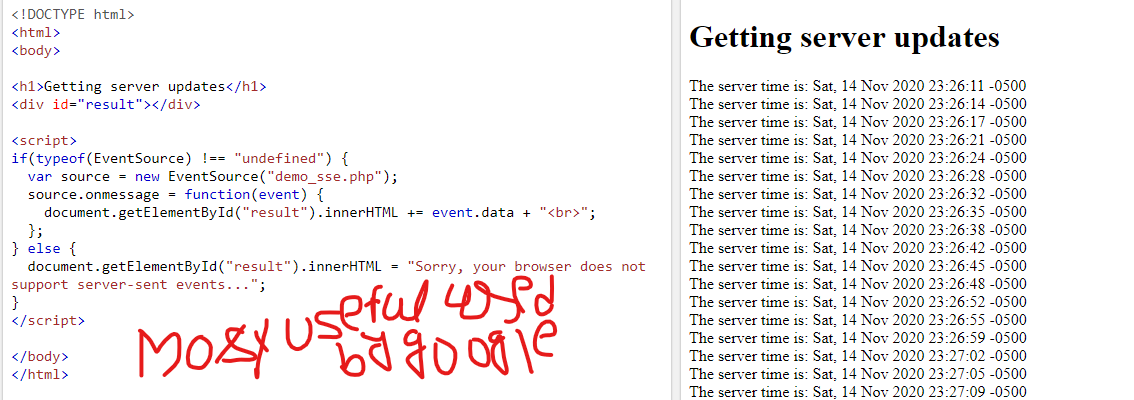 <!DOCTYPE html>
<html>
<body>
<h1>Getting server updates</h1>
<div id="result"></div>
<script>
if(typeof(EventSource) !== "undefined") {
  var source = new EventSource("demo_sse.php");
  source.onmessage = function(event) {
    document.getElementById("result").innerHTML += event.data + "<br>";
  };
} else {
  document.getElementById("result").innerHTML = "Sorry, your browser does not
support server-sent events...";
}
</script>
</body>
</html>
useful
by google
Getting server updates
The server time is: Sat, 14 Nov 2020 23:26:11 -0500
The server time is: Sat, 14 Nov 2020 23:26:14 -0500
The server time is: Sat, 14 Nov 2020 23:26:17 -0500
The server time is: Sat, 14 Nov 2020 23:26:21 -0500
The server time is: Sat, 14 Nov 2020 23:26:24 -0500
The server time is: Sat, 14 Nov 2020 23:26:28 -0500
The server time is: Sat, 14 Nov 2020 23:26:32 -0500
The server time is: Sat, 14 Nov 2020 23:26:35 -0500
The server time is: Sat, 14 Nov 2020 23:26:38 -0500
The server time is: Sat, 14 Nov 2020 23:26:42 -0500
The server time is: Sat, 14 Nov 2020 23:26:45 -0500
The server time is: Sat, 14 Nov 2020 23:26:48 -0500
The server time is: Sat, 14 Nov 2020 23:26:52 -0500
The server time is: Sat, 14 Nov 2020 23:26:55 -0500
The server time is: Sat, 14 Nov 2020 23:26:59 -0500
The server time is: Sat, 14 Nov 2020 23:27:02 -0500
The server time is: Sat, 14 Nov 2020 23:27:05 -0500
The server time is: Sat, 14 Nov 2020 23:27:09 -0500